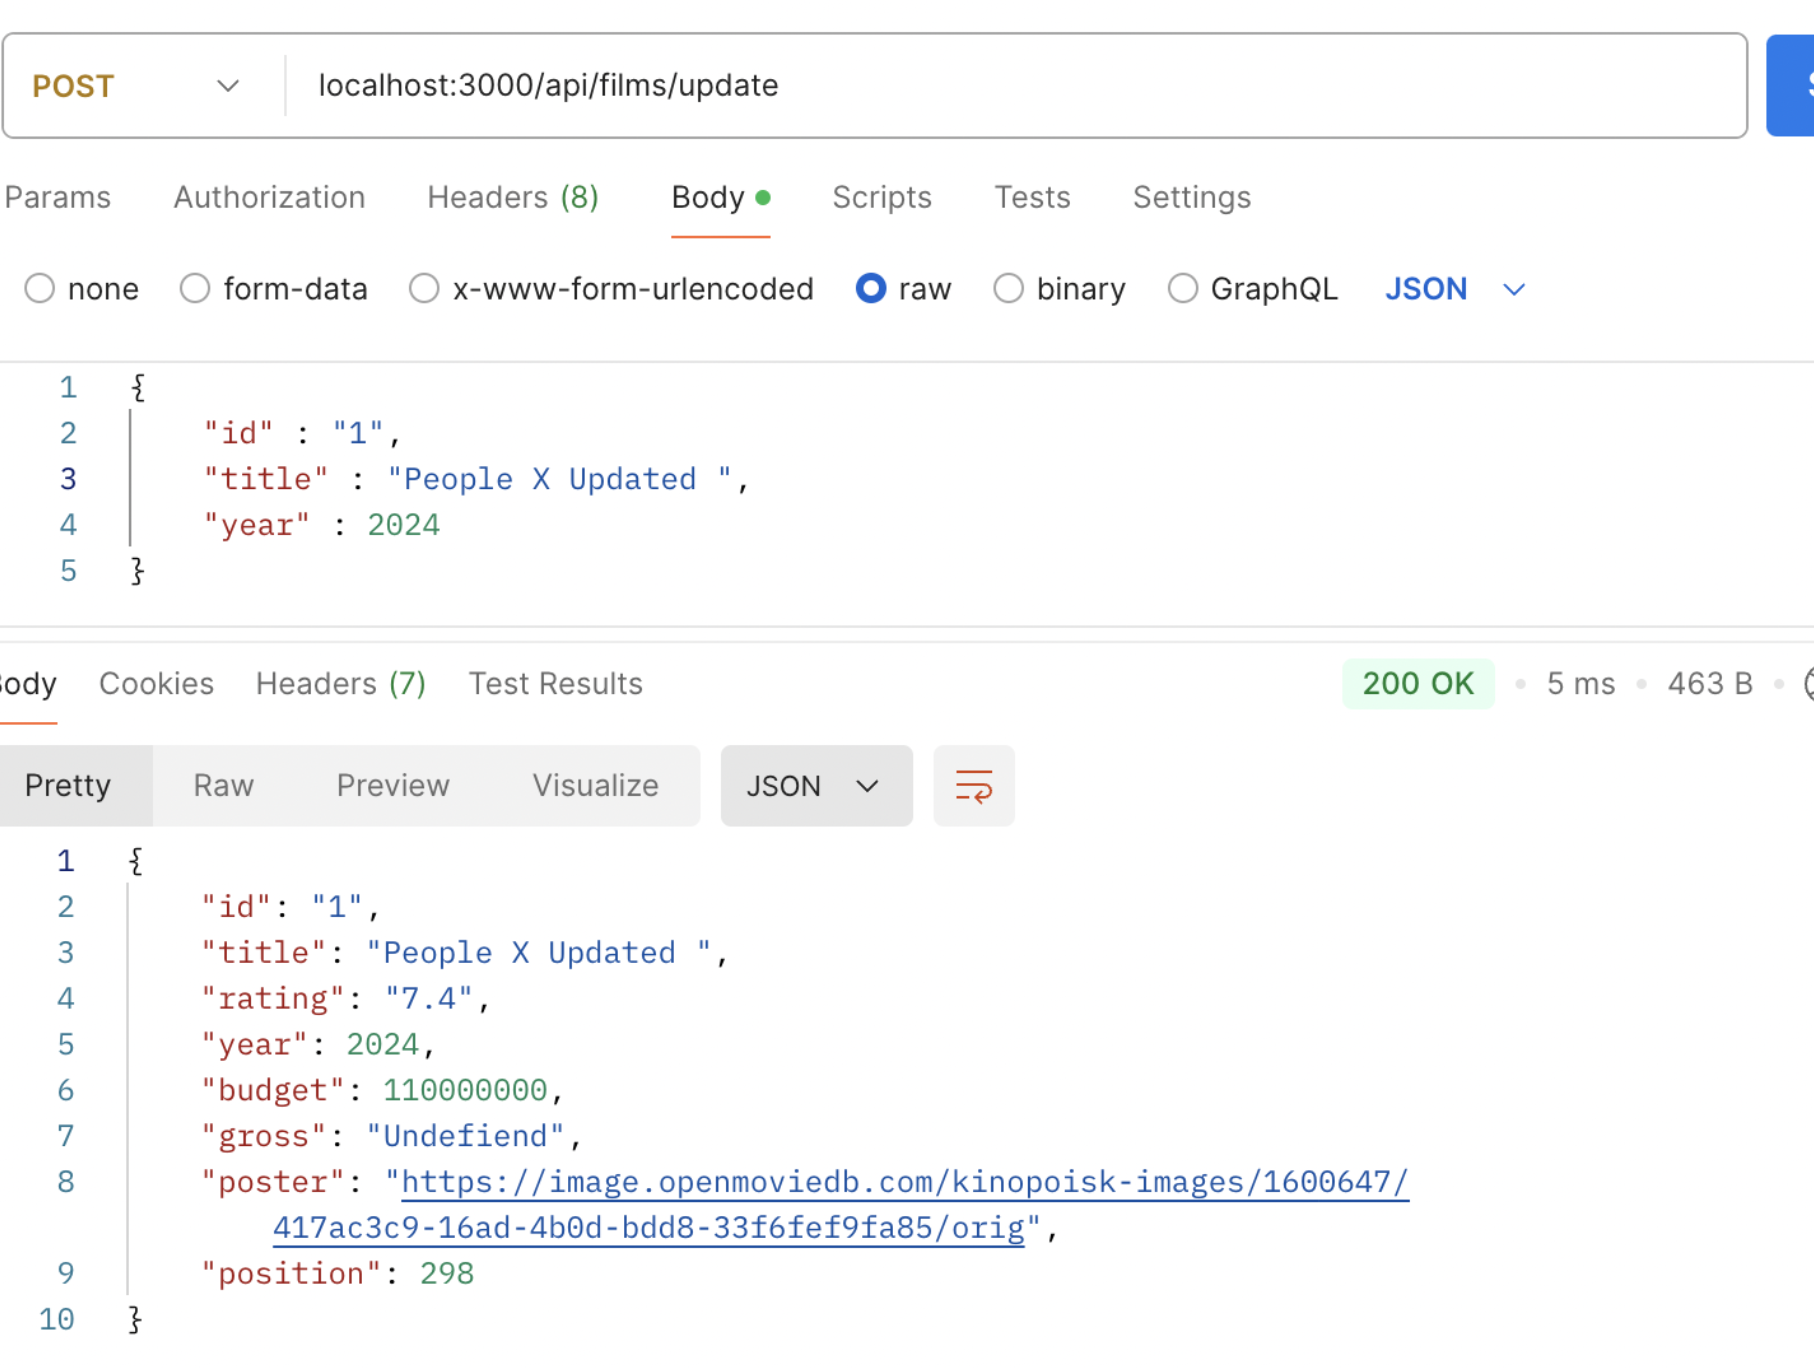 POST localhost:3000/api/films/update
Params Authorization Headers (8) Body Scripts Tests Settings
none form-data x-www-form-urlencoded raw binary GraphQL JSON
1 {
2 "id" : "1",
3 "title" : "People X Updated ",
4 "year" : 2024
5 }
ody Cookies Headers (7) Test Results 200 OK • 5 ms • 463 B •
Pretty Raw Preview Visualize JSON
1 {
2 "id": "1",
3 "title": "People X Updated ",
4 "rating": "7.4",
5 "year": 2024,
6 "budget": 110000000,
7 "gross": "Undefiend",
8 "poster": "https://image.openmoviedb.com/kinopoisk-images/1600647/
417ac3c9-16ad-4b0d-bdd8-33f6fef9fa85/orig",
9 "position": 298
10 }